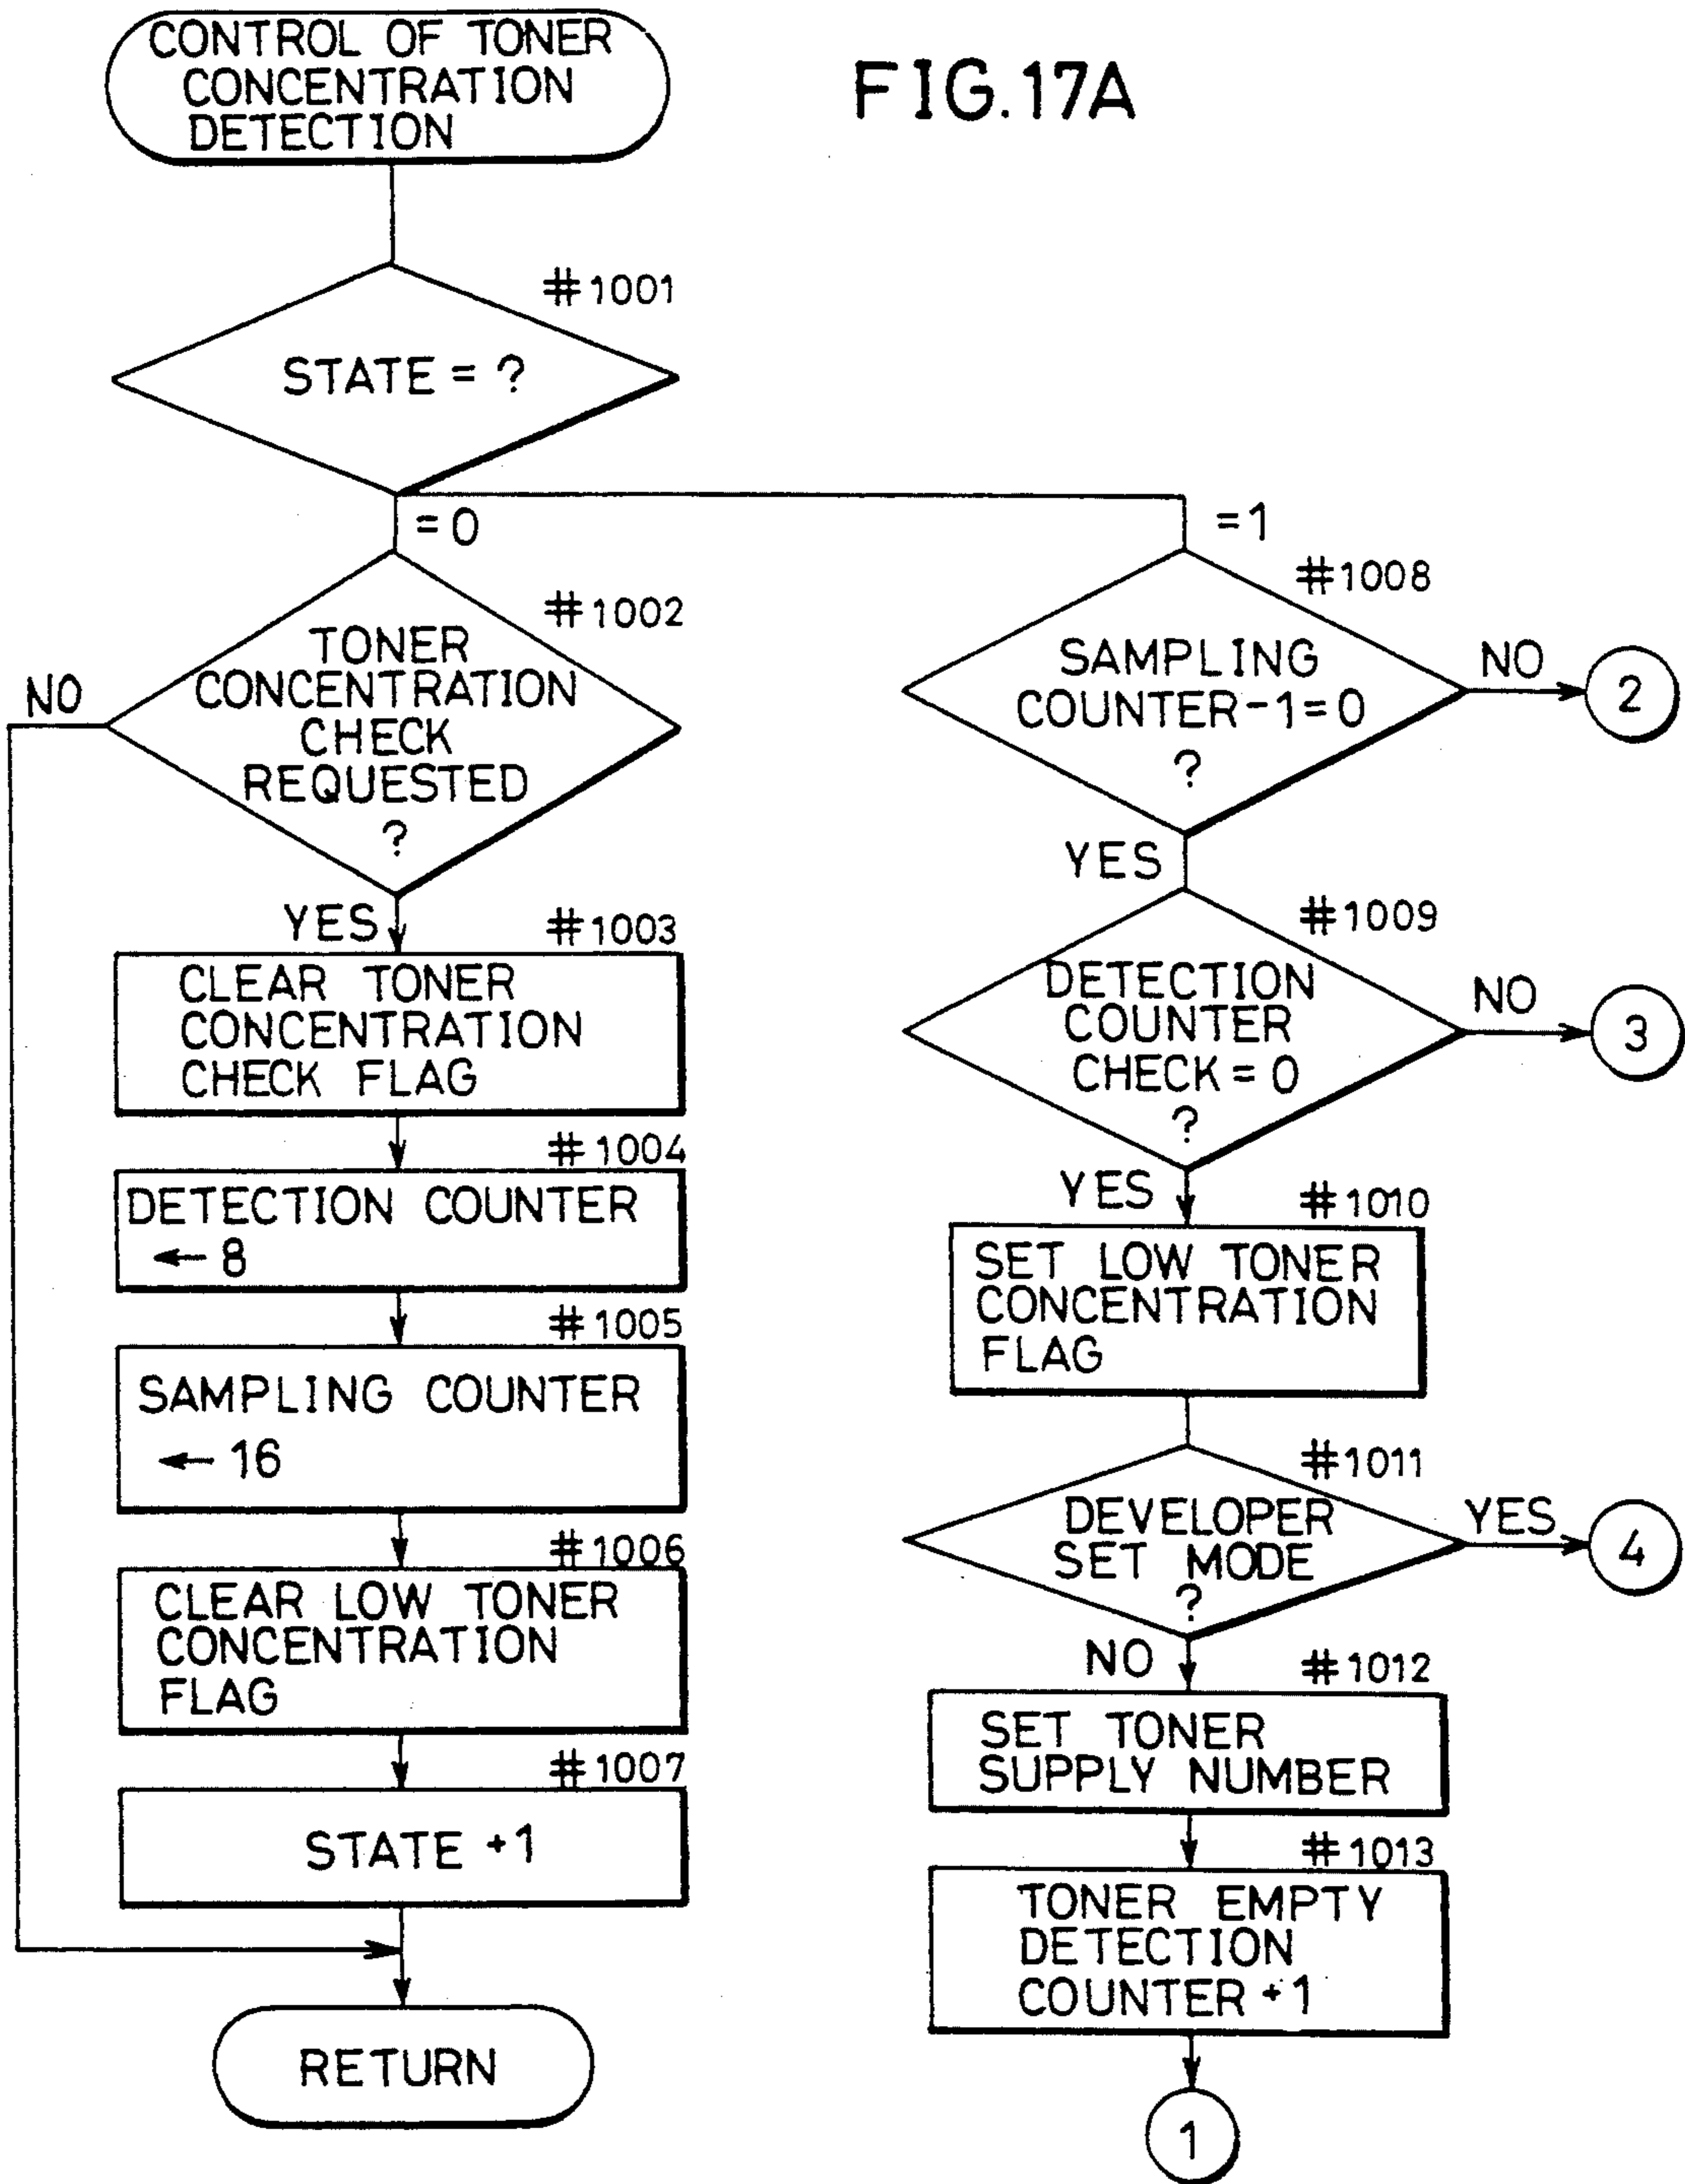 CONTROL OF TONER
CONCENTRATION
DETECTION
FIG.17A
#1001
STATE = ?
=0
#1002
TONER
CONCENTRATION
CHECK
REQUESTED
?
NO
YES
#1003
CLEAR TONER
CONCENTRATION
CHECK FLAG
#1004
DETECTION COUNTER
← 8
#1005
SAMPLING COUNTER
← 16
#1006
CLEAR LOW TONER
CONCENTRATION
FLAG
#1007
STATE +1
RETURN
=1
#1008
SAMPLING
COUNTER-1=0
?
NO
2
YES
#1009
DETECTION
COUNTER
CHECK = 0
?
NO
3
YES
#1010
SET LOW TONER
CONCENTRATION
FLAG
#1011
DEVELOPER
SET MODE
?
YES
4
NO
#1012
SET TONER
SUPPLY NUMBER
#1013
TONER EMPTY
DETECTION
COUNTER +1
1